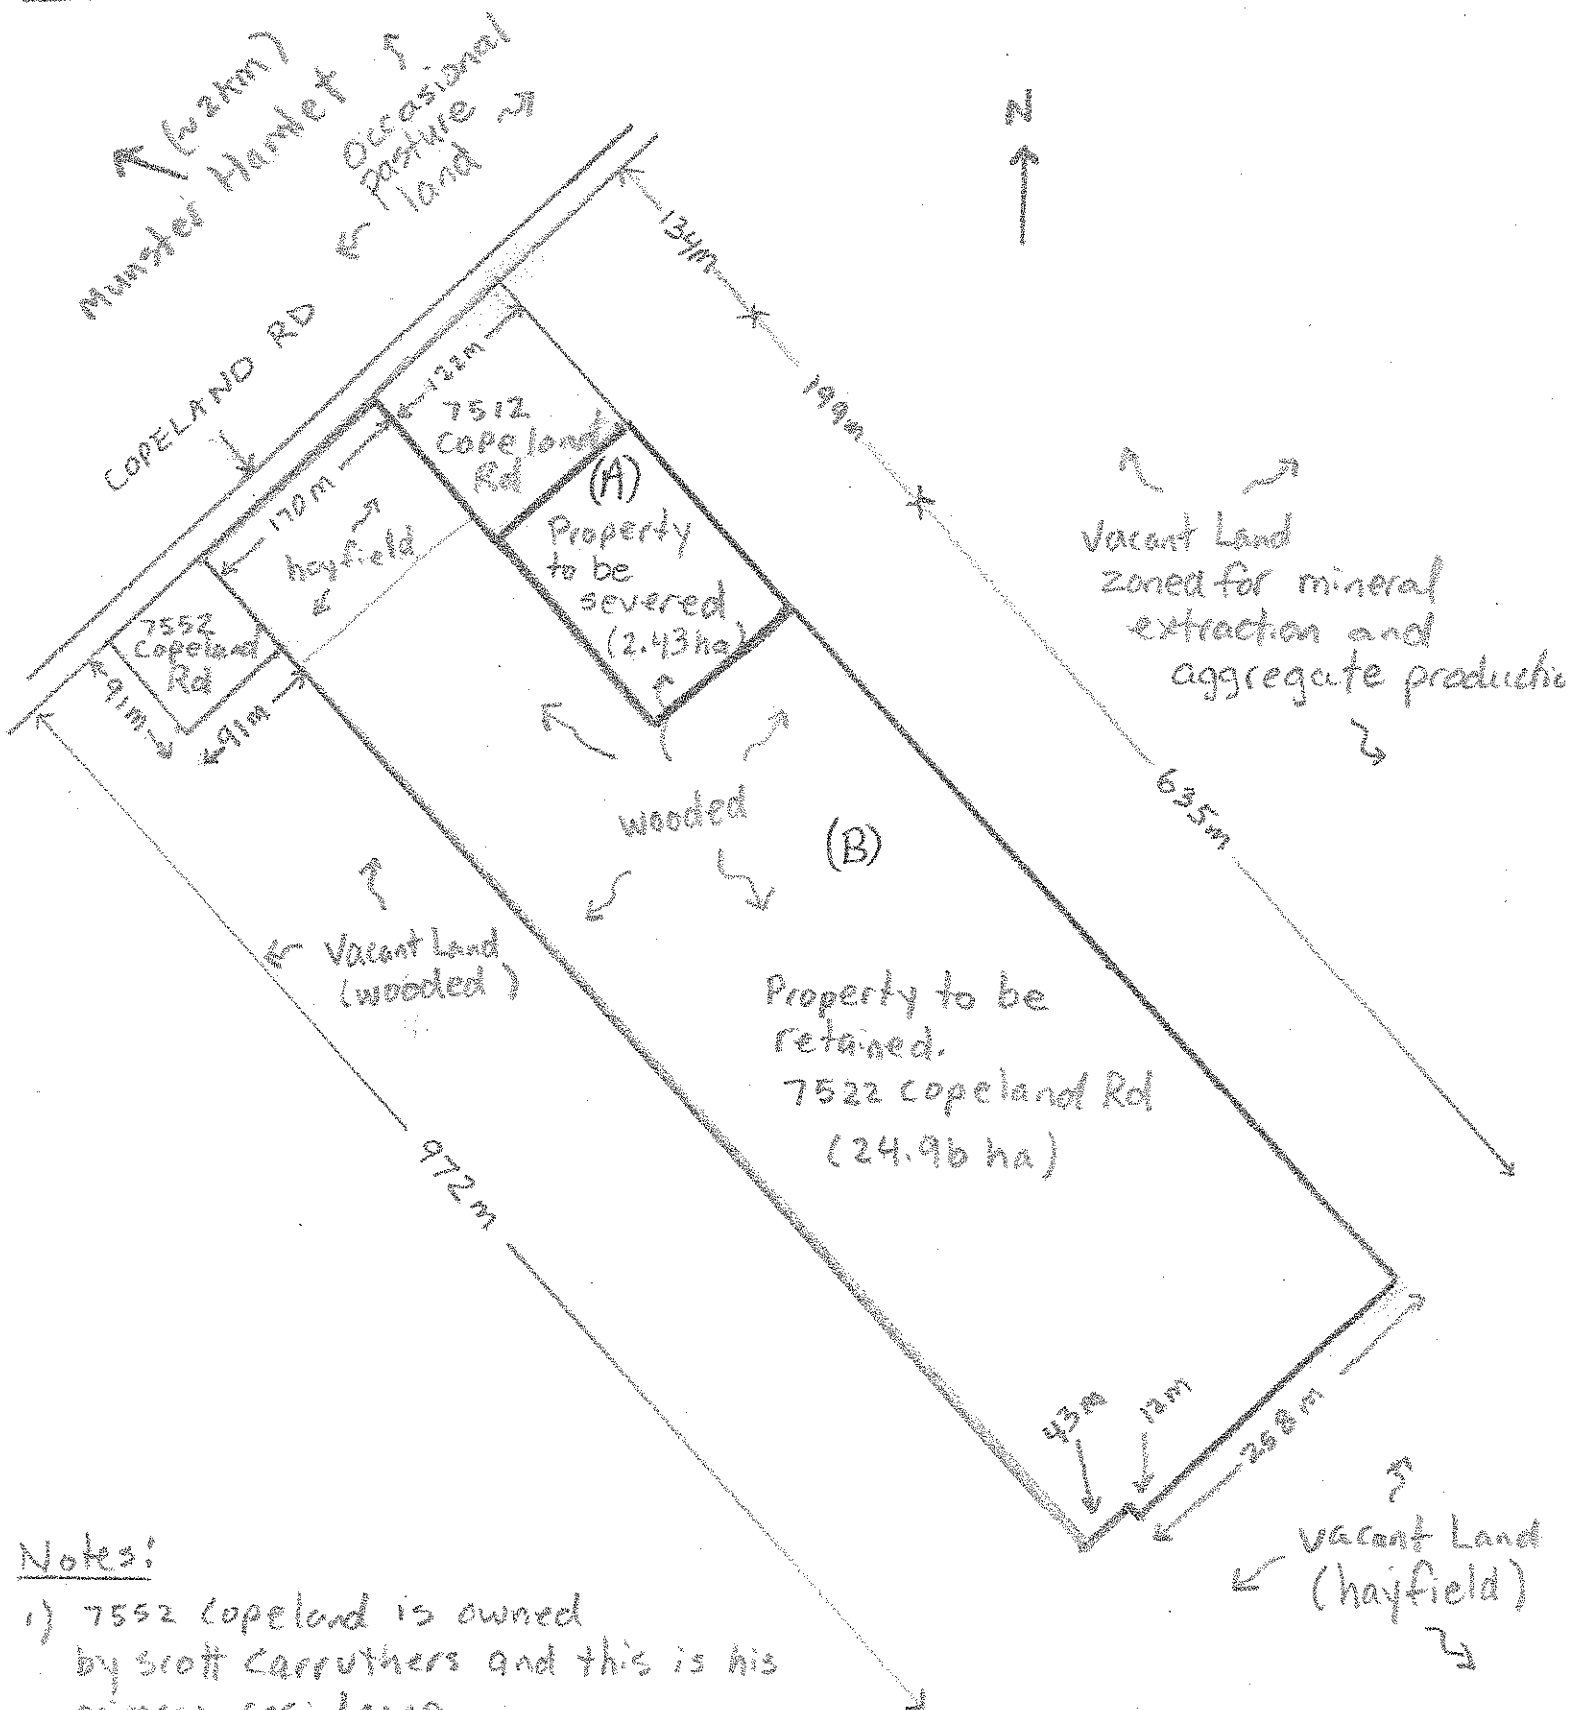 (~2km)
Munster Hamlet
Occasional
pasture
land
N
COPELAND RD
134m
199m
635m
122m
7512
Copeland
Rd
(A)
Property
to be
severed
(2.43 ha)
170m
hayfield
7552
Copeland
Rd
91m
91m
Vacant Land
zoned for mineral
extraction and
aggregate productio
wooded
(B)
Vacant Land
(wooded)
Property to be
retained.
7522 Copeland Rd
(24.96 ha)
972m
43m
12m
258m
Vacant Land
(hayfield)
Notes:
1) 7552 Copeland is owned
by Scott Carruthers and this is his